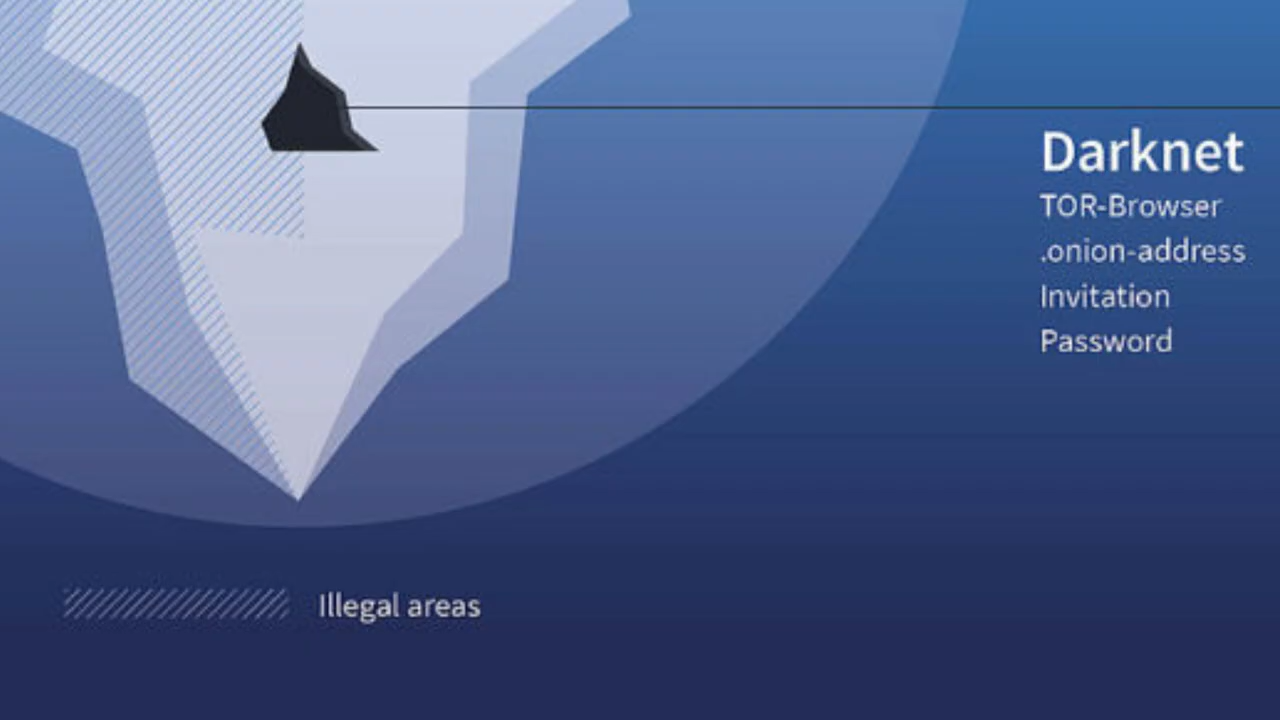 Darknet
TOR-Browser
.onion-address
Invitation
Password
Illegal areas